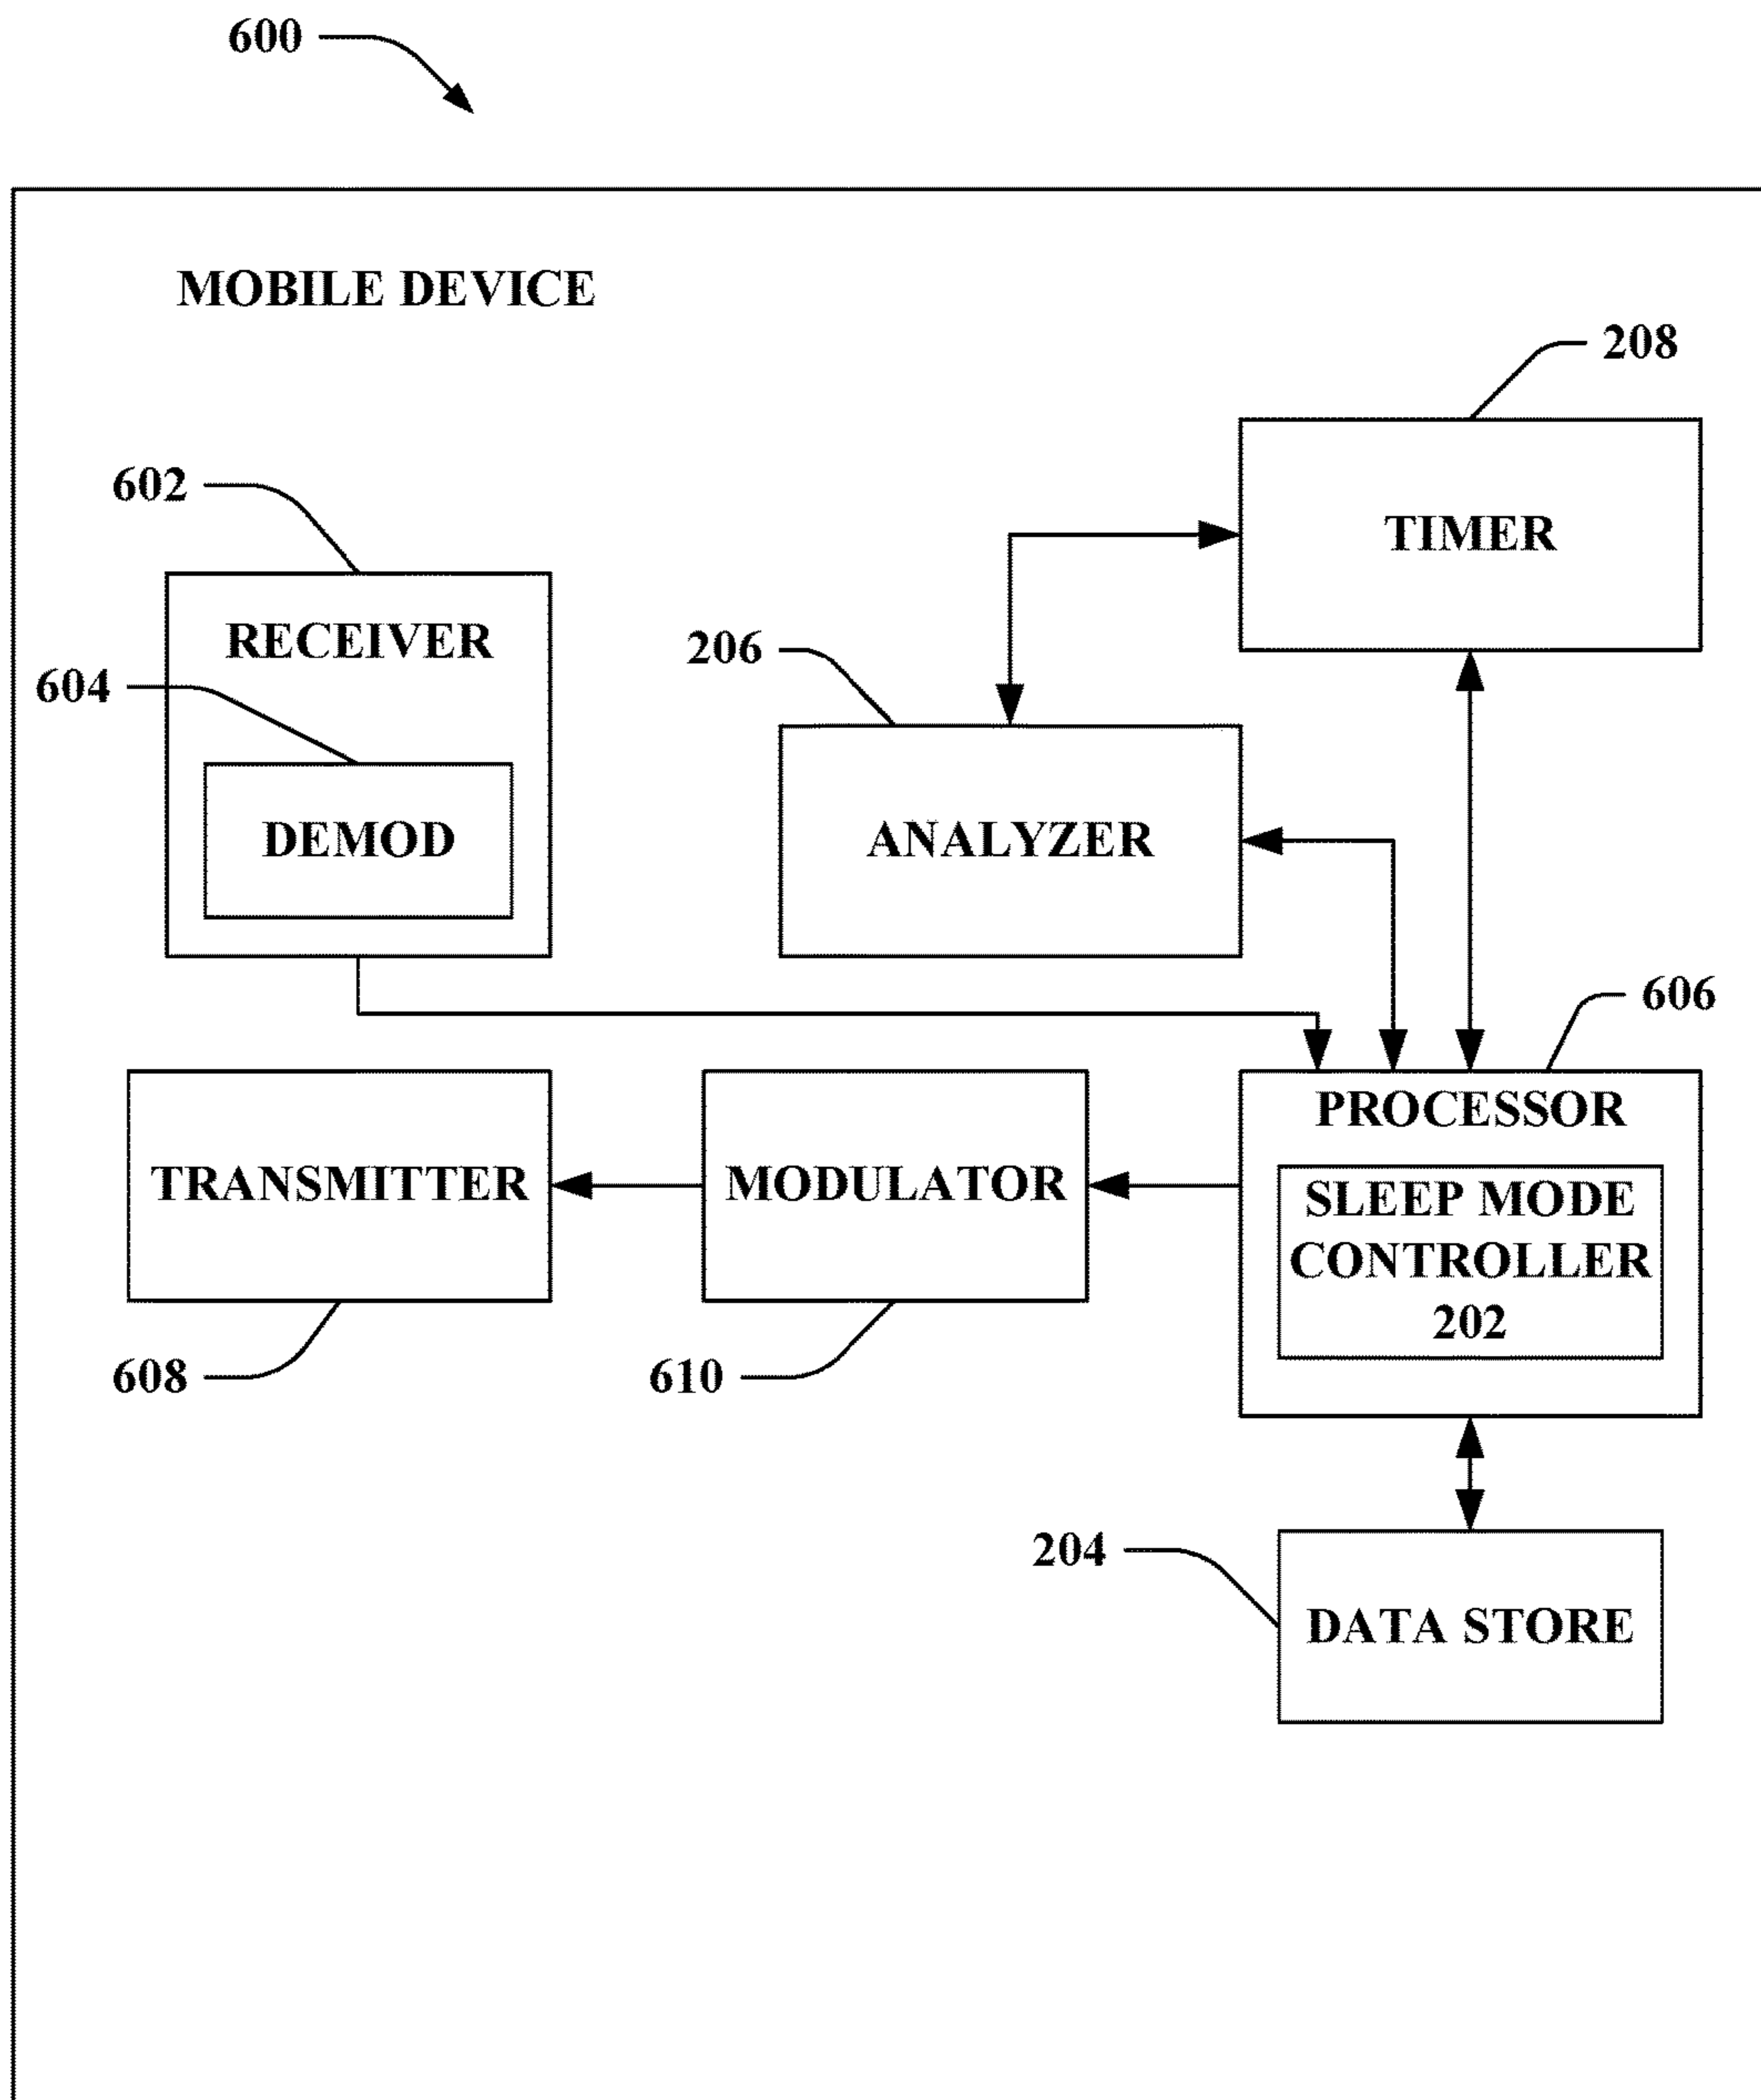 600
MOBILE DEVICE
208
TIMER
602
RECEIVER
206
604
DEMOD
ANALYZER
606
PROCESSOR
TRANSMITTER
MODULATOR
SLEEP MODE
CONTROLLER
202
608
610
204
DATA STORE